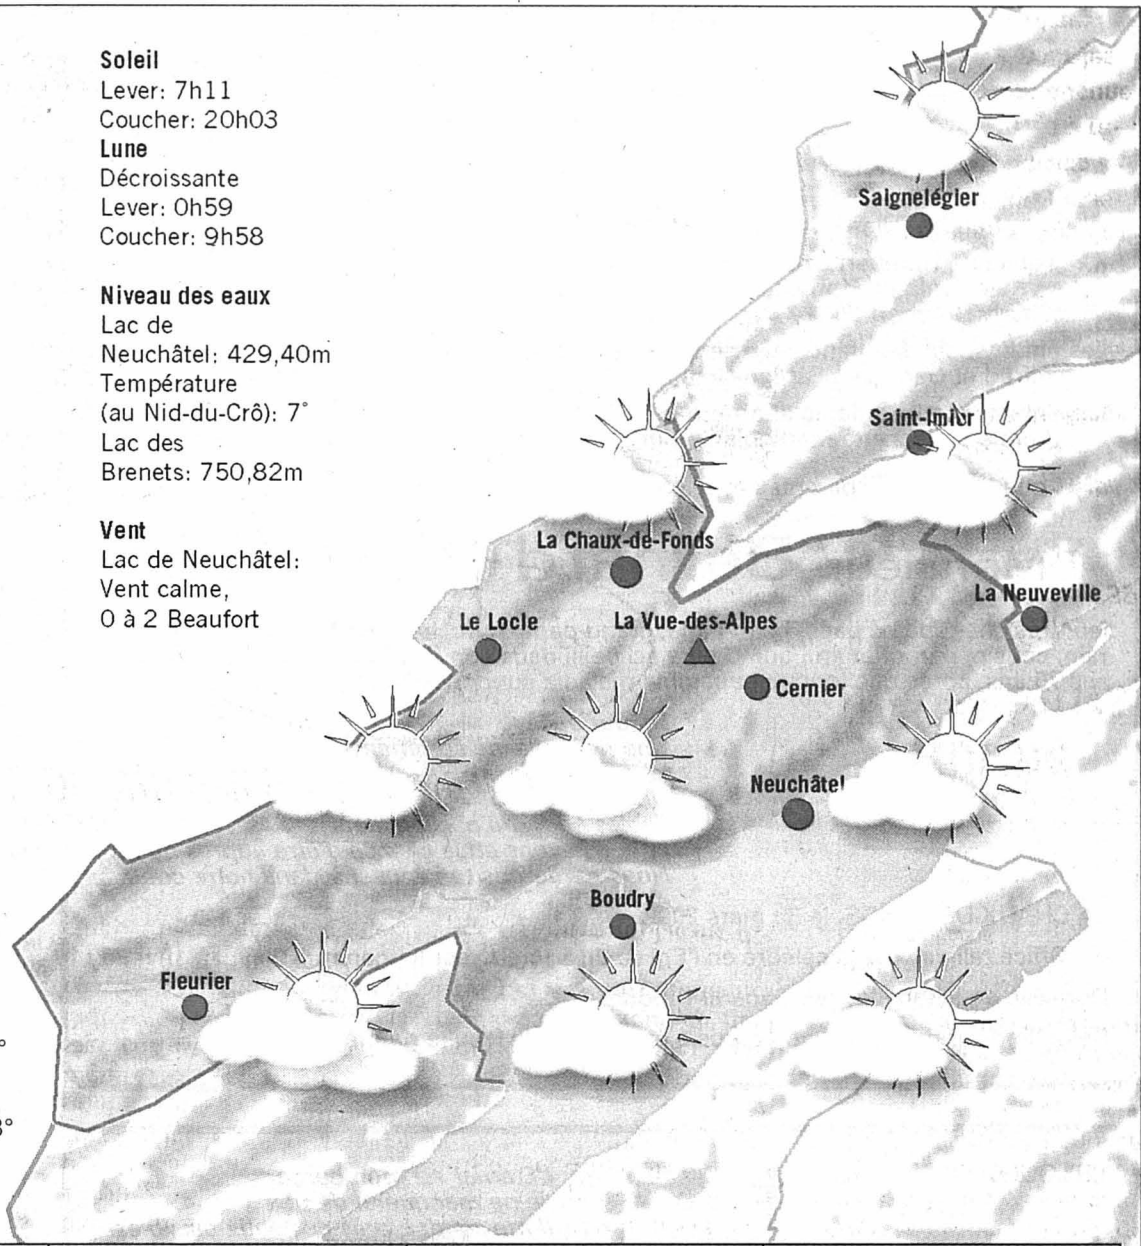 Soleil
Lever: 7h11
Coucher: 20h03
Lune
Décroissante
Lever: 0h59
Coucher: 9h58
Niveau des eaux
Lac de
Neuchâtel: 429,40m
Température
(au Nid-du-Crô): 7°
Lac des
Brenets: 750,82m
Vent
Lac de Neuchâtel:
Vent calme,
0 à 2 Beaufort
Saignelégier
Saint-Imier
La Chaux-de-Fonds
La Neuveville
Le Locle
La Vue-des-Alpes
Cernier
Neuchâtel
Boudry
Fleurier